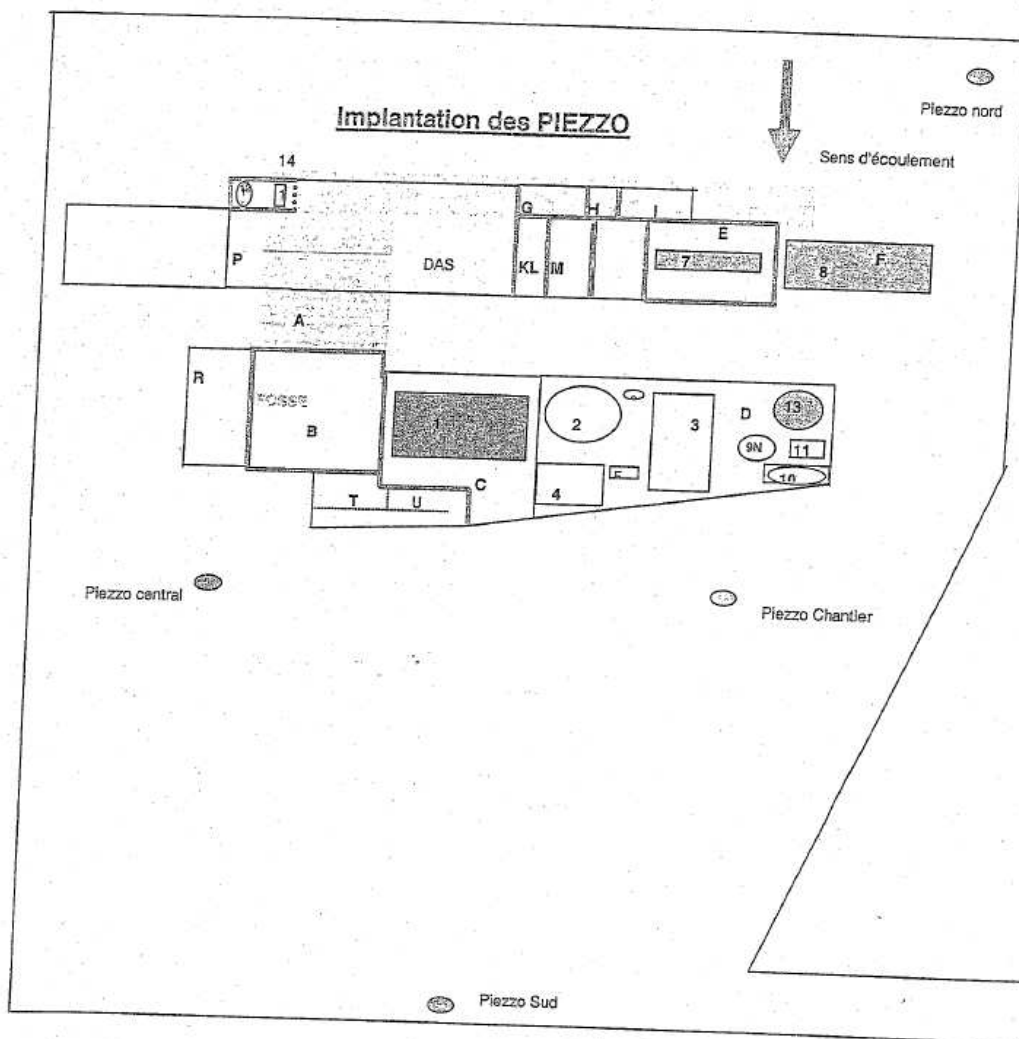 Piezzo nord
Implantation des PIEZZO
Sens d'écoulement
14
1
G
H
I
E
P
DAS
KL
M
7
8
F
A
R
FOSSE
B
1
2
3
D
13
9N
11
10
4
C
T
U
Piezzo central
Piezzo Chantier
Piezzo Sud